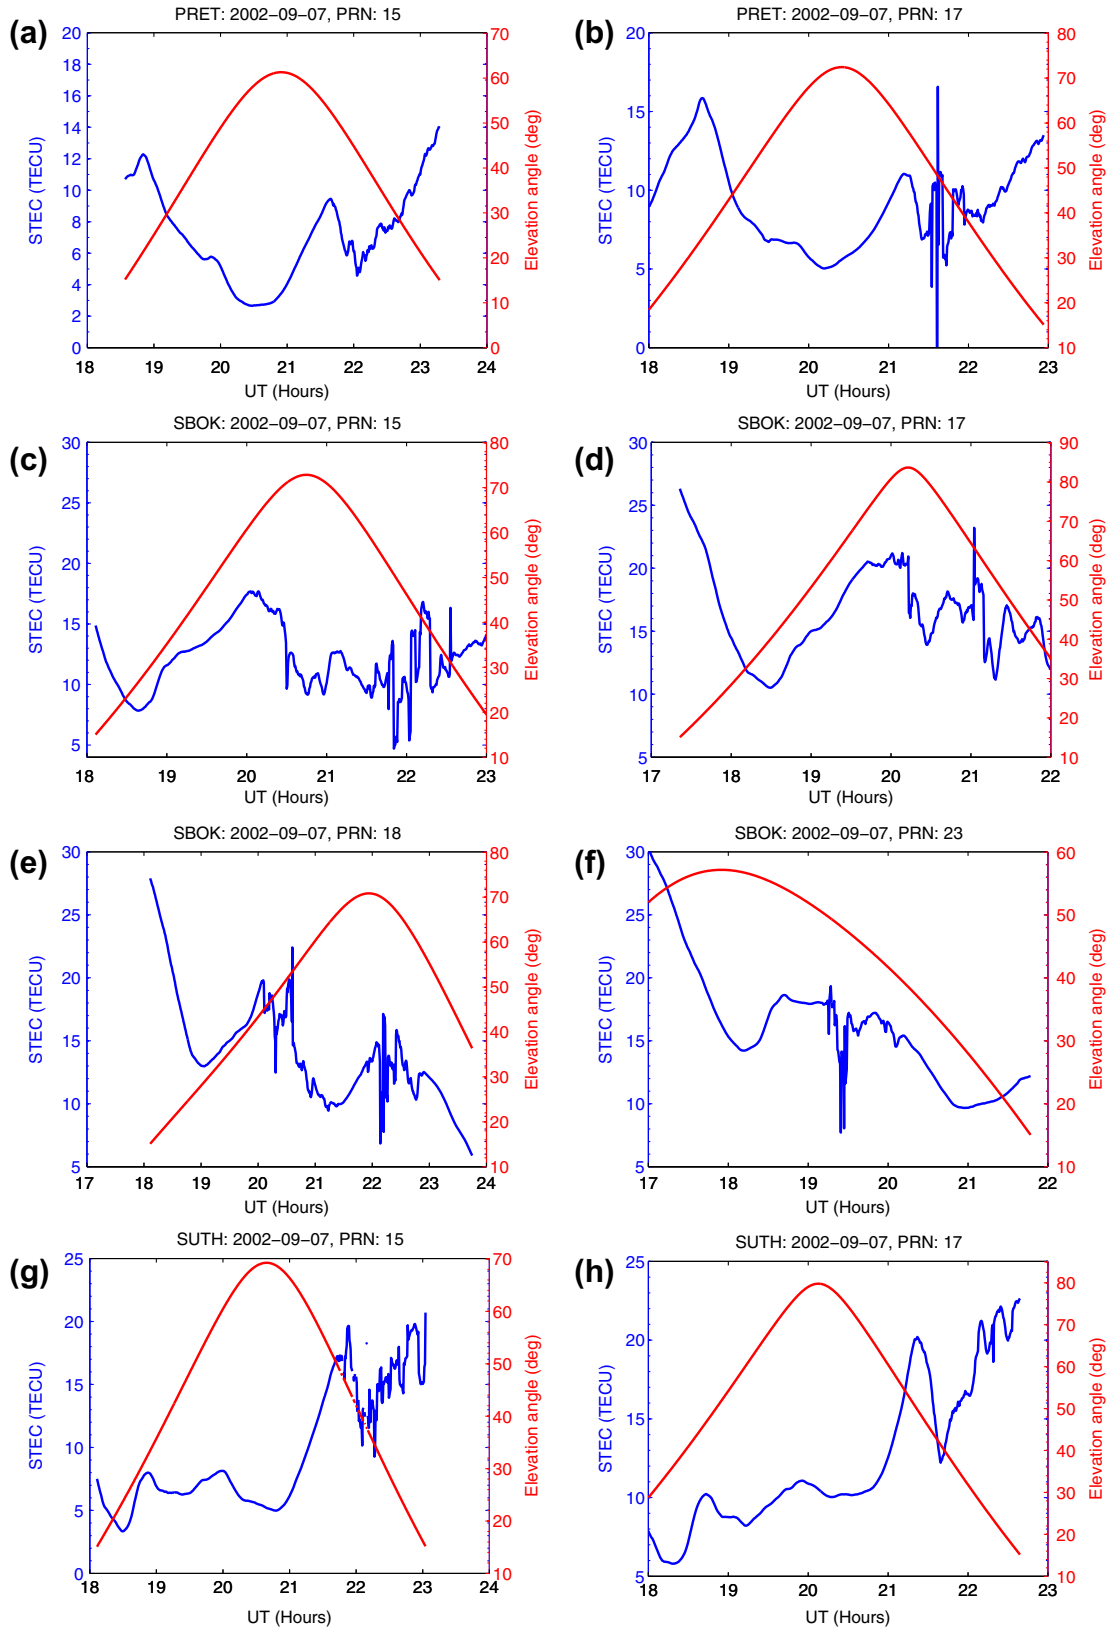 (a)
PRET: 2002-09-07, PRN: 15
20
18
16
14
12
10
8
6
4
2
0
STEC (TECU)
70
60
50
40
30
20
10
0
Elevation angle (deg)
18 19 20 21 22 23 24
UT (Hours)
(b)
PRET: 2002-09-07, PRN: 17
20
15
10
5
0
STEC (TECU)
80
70
60
50
40
30
20
10
Elevation angle (deg)
18 19 20 21 22 23
UT (Hours)
(c)
SBOK: 2002-09-07, PRN: 15
30
25
20
15
10
5
STEC (TECU)
80
70
60
50
40
30
20
10
Elevation angle (deg)
18 19 20 21 22 23
UT (Hours)
(d)
SBOK: 2002-09-07, PRN: 17
30
25
20
15
10
5
STEC (TECU)
90
80
70
60
50
40
30
20
10
Elevation angle (deg)
17 18 19 20 21 22
UT (Hours)
(e)
SBOK: 2002-09-07, PRN: 18
30
25
20
15
10
5
STEC (TECU)
80
70
60
50
40
30
20
10
Elevation angle (deg)
17 18 19 20 21 22 23 24
UT (Hours)
(f)
SBOK: 2002-09-07, PRN: 23
30
25
20
15
10
5
STEC (TECU)
60
50
40
30
20
10
Elevation angle (deg)
17 18 19 20 21 22
UT (Hours)
(g)
SUTH: 2002-09-07, PRN: 15
25
20
15
10
5
0
STEC (TECU)
70
60
50
40
30
20
10
Elevation angle (deg)
18 19 20 21 22 23 24
UT (Hours)
(h)
SUTH: 2002-09-07, PRN: 17
25
20
15
10
5
STEC (TECU)
80
70
60
50
40
30
20
10
Elevation angle (deg)
18 19 20 21 22 23
UT (Hours)